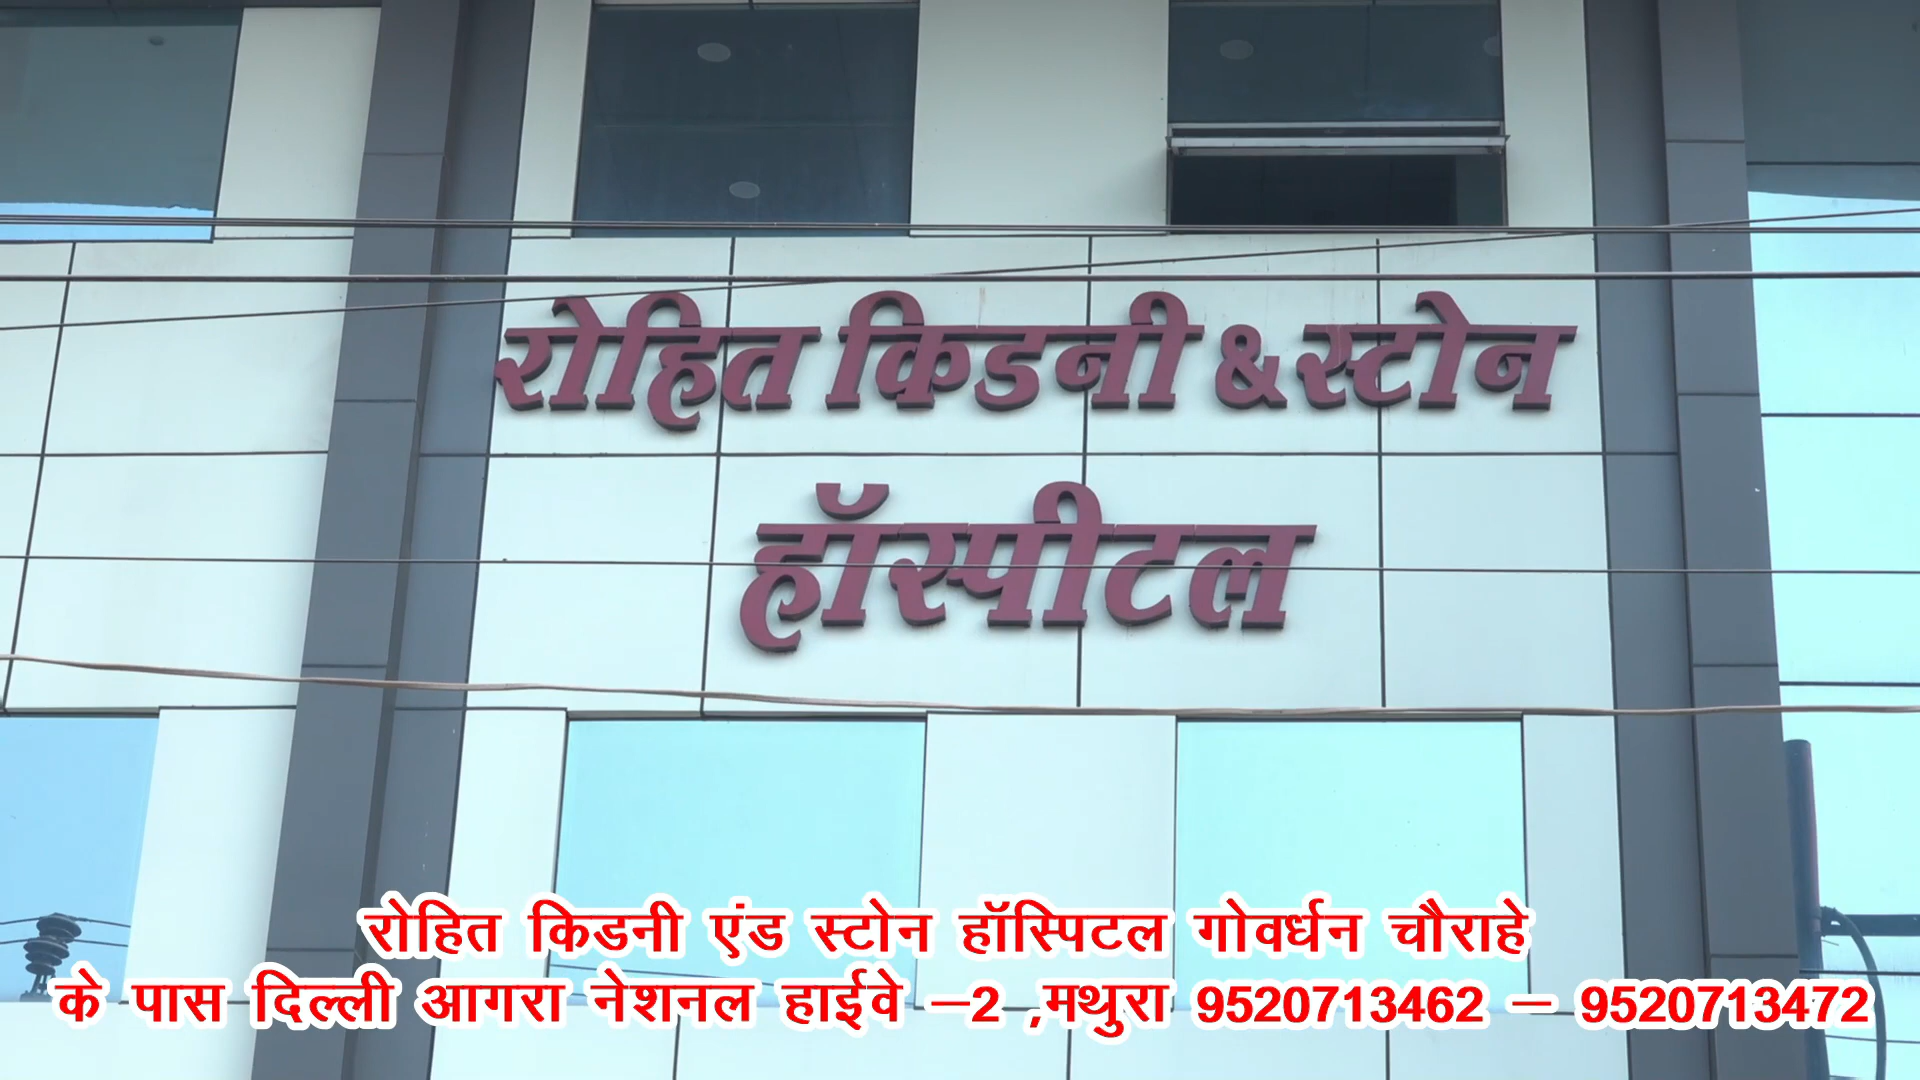 रोहित किडनी & स्टोन
हॉस्पीटल
रोहित किडनी एंड स्टोन हॉस्पिटल गोवर्धन चौराहे
के पास दिल्ली आगरा नेशनल हाईवे –2 ,मथुरा 9520713462 – 9520713472